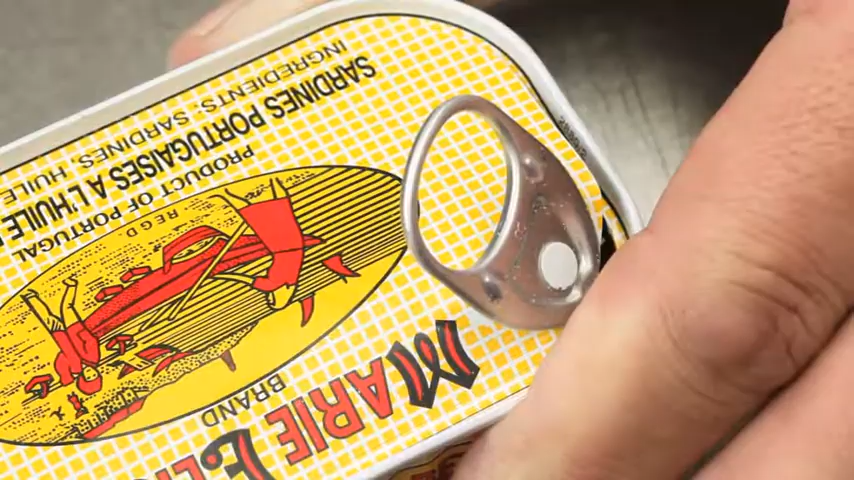 MARIE
BRAND
REG'D
PRODUCT OF PORTUGAL
SARDINES PORTUGAISES A L'HUILE
INGREDIENTS: SARDINES, HUILE